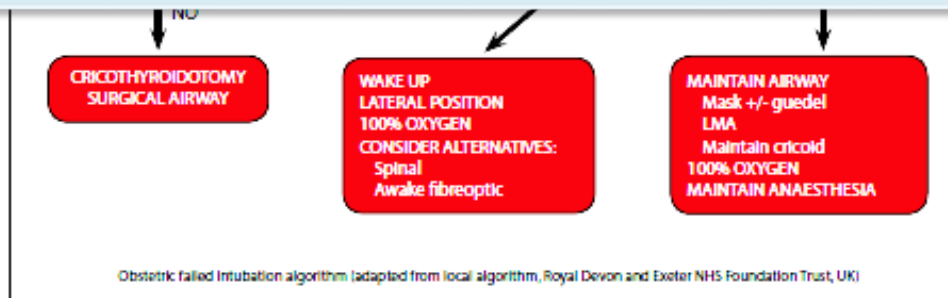 NO
CRICOTHYROIDOTOMY
SURGICAL AIRWAY
WAKE UP
LATERAL POSITION
100% OXYGEN
CONSIDER ALTERNATIVES:
Spinal
Awake fibreoptic
MAINTAIN AIRWAY
Mask +/- guedel
LMA
Maintain cricoid
100% OXYGEN
MAINTAIN ANAESTHESIA
Obstetric failed intubation algorithm (adapted from local algorithm, Royal Devon and Exeter NHS Foundation Trust, UK)